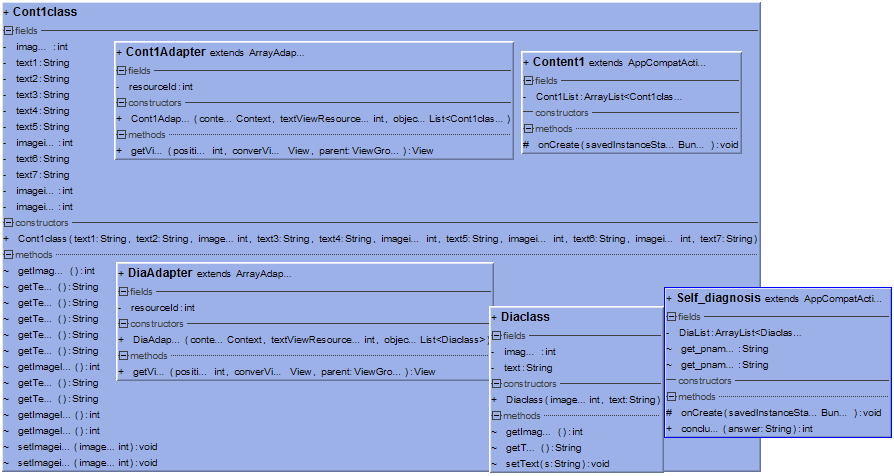 + Cont1class
fields
- imag... : int
- text1 : String
- text2 : String
- text3 : String
- text4 : String
- text5 : String
- imagei... : int
- text6 : String
- text7 : String
- imagei... : int
- imagei... : int
constructors
+ Cont1class ( text1: String , text2: String , image... int , text3: String , text4: String , imagei... int , text5: String , imagei... int , text6: String , imagei... int , text7: String )
methods
~ getImag... () : int
~ getTe... () : String
~ getTe... () : String
~ getTe... () : String
~ getTe... () : String
~ getTe... () : String
~ getImageI... () : int
~ getTe... () : String
~ getTe... () : String
~ getImageI... () : int
~ getImageI... () : int
~ setImagei... ( image... int ) : void
~ setImagei... ( image... int ) : void
+ Cont1Adapter extends ArrayAdap...
fields
- resourceId : int
constructors
+ Cont1Adap... ( conte... Context , textViewResource... int , objec... List<Cont1clas... )
methods
+ getVi... ( positi... int , converVi... View , parent: ViewGro... ) : View
+ Content1 extends AppCompatActi...
fields
- Cont1List : ArrayList<Cont1clas...
constructors
methods
# onCreate ( savedInstanceSta... Bun... ) : void
+ DiaAdapter extends ArrayAdap...
fields
- resourceId : int
constructors
+ DiaAdap... ( conte... Context , textViewResource... int , objec... List<Diaclass> )
methods
+ getVi... ( positi... int , converVi... View , parent: ViewGro... ) : View
+ Diaclass
fields
- imag... : int
- text : String
constructors
+ Diaclass ( image... int , text: String )
methods
~ getImag... () : int
~ getT... () : String
~ setText ( s: String ) : void
+ Self_diagnosis extends AppCompatActi...
fields
- DiaList : ArrayList<Diaclas...
~ get_pnam... : String
~ get_pnam... : String
constructors
methods
# onCreate ( savedInstanceSta... Bun... ) : void
+ conclu... ( answer: String ) : int